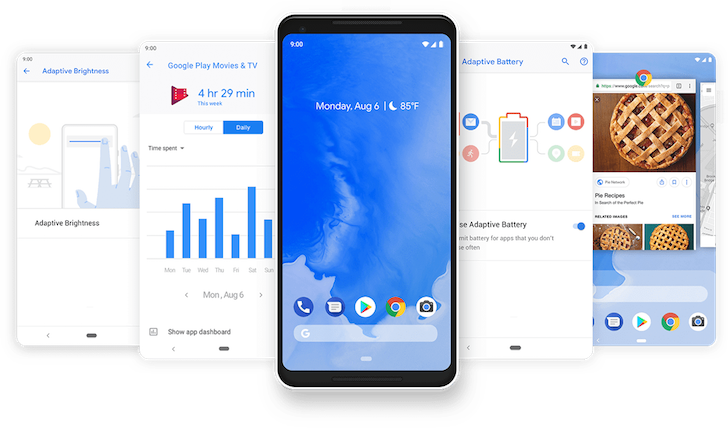 9:00
Adaptive Brightness
Adaptive Brightness
9:00
Google Play Movies & TV
4 hr 29 min
This week
Hourly
Daily
Time spent
Mon Tue Wed Thu Fri Sat Sun
Mon, Aug 6
Show app dashboard
9:00
Monday, Aug 6 | 85°F
G
Adaptive Battery
se Adaptive Battery
mit battery for apps that you don't
se often
https://www.google.com/search?q
Pie Network
Pie Recipes
In Search of the Perfect Pie
RELATED IMAGES
SEE MORE